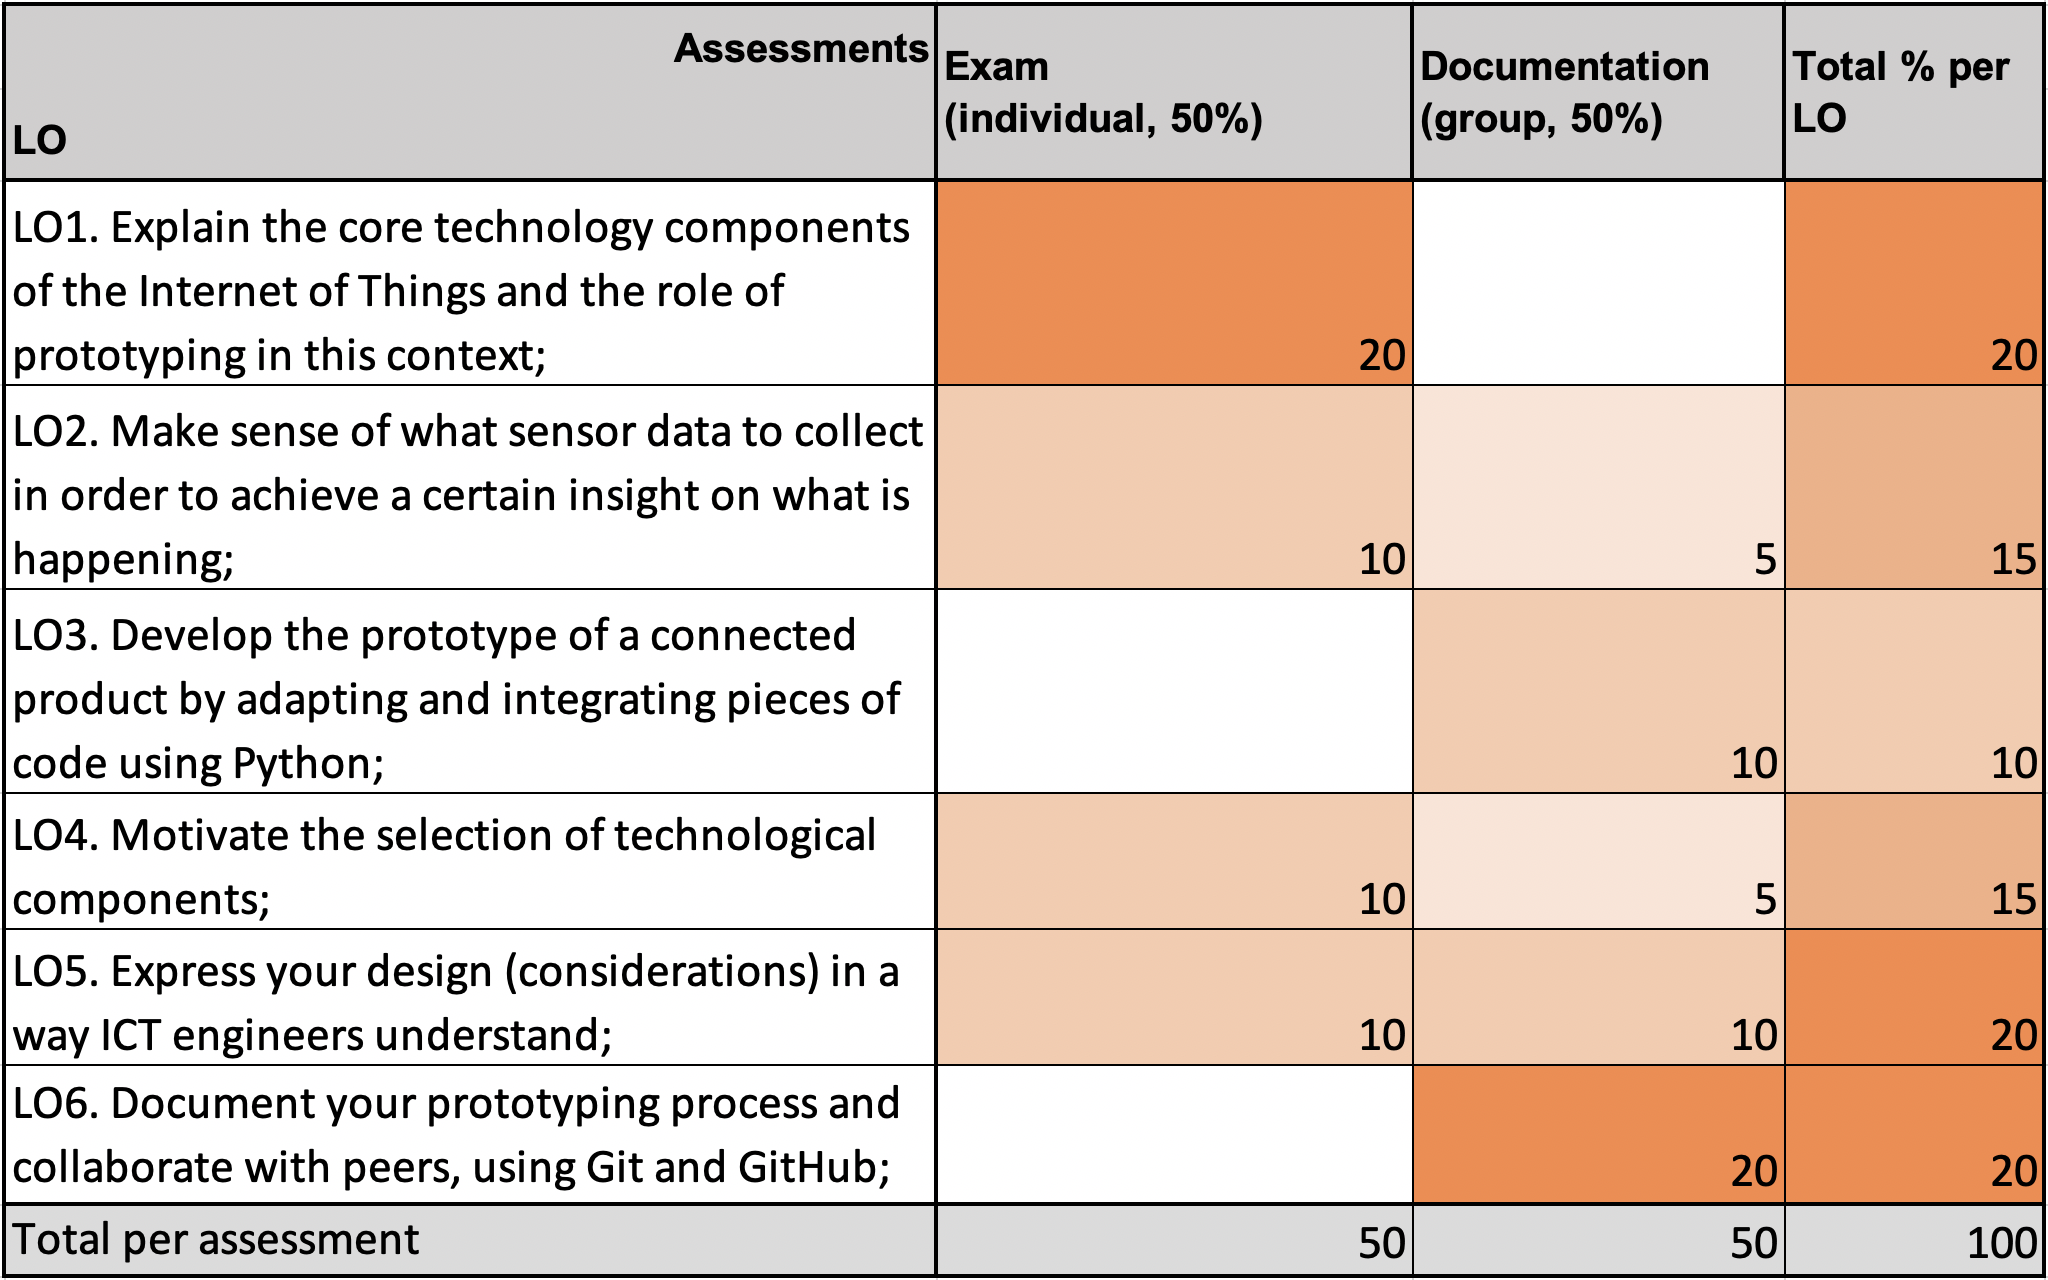 Assessments
LO
Exam
(individual, 50%)
Documentation
(group, 50%)
Total % per
LO
LO1. Explain the core technology components
of the Internet of Things and the role of
prototyping in this context;
20
20
LO2. Make sense of what sensor data to collect
in order to achieve a certain insight on what is
happening;
10
5
15
LO3. Develop the prototype of a connected
product by adapting and integrating pieces of
code using Python;
10
10
LO4. Motivate the selection of technological
components;
10
5
15
LO5. Express your design (considerations) in a
way ICT engineers understand;
10
10
20
LO6. Document your prototyping process and
collaborate with peers, using Git and GitHub;
20
20
Total per assessment
50
50
100